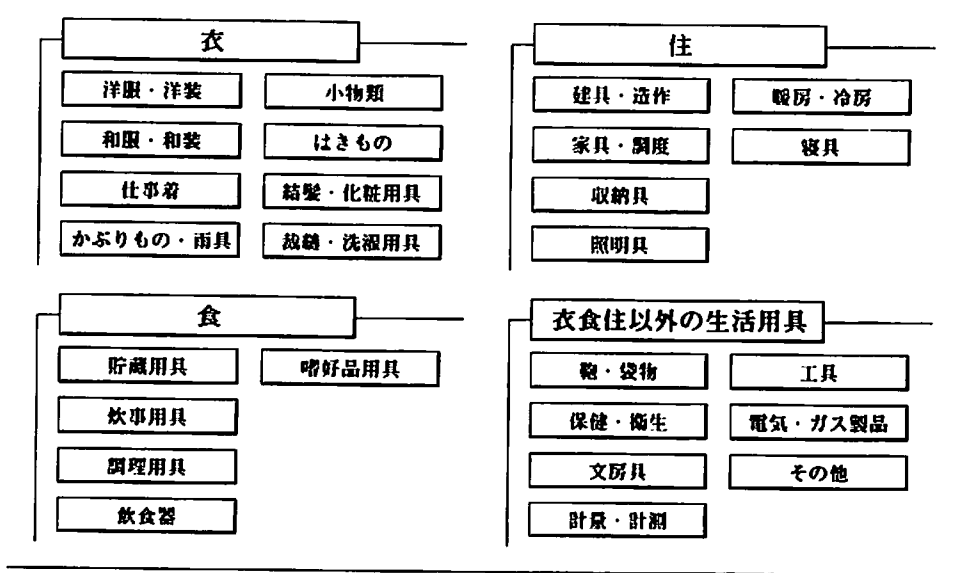 衣
洋服・洋装
小物類
和服・和装
はきもの
仕事着
結髪・化粧用具
かぶりもの・雨具
裁縫・洗濯用具
住
建具・造作
暖房・冷房
家具・調度
寝具
収納具
照明具
食
貯蔵用具
嗜好品用具
炊事用具
調理用具
飲食器
衣食住以外の生活用具
鞄・袋物
工具
保健・衛生
電気・ガス製品
文房具
その他
計量・計測